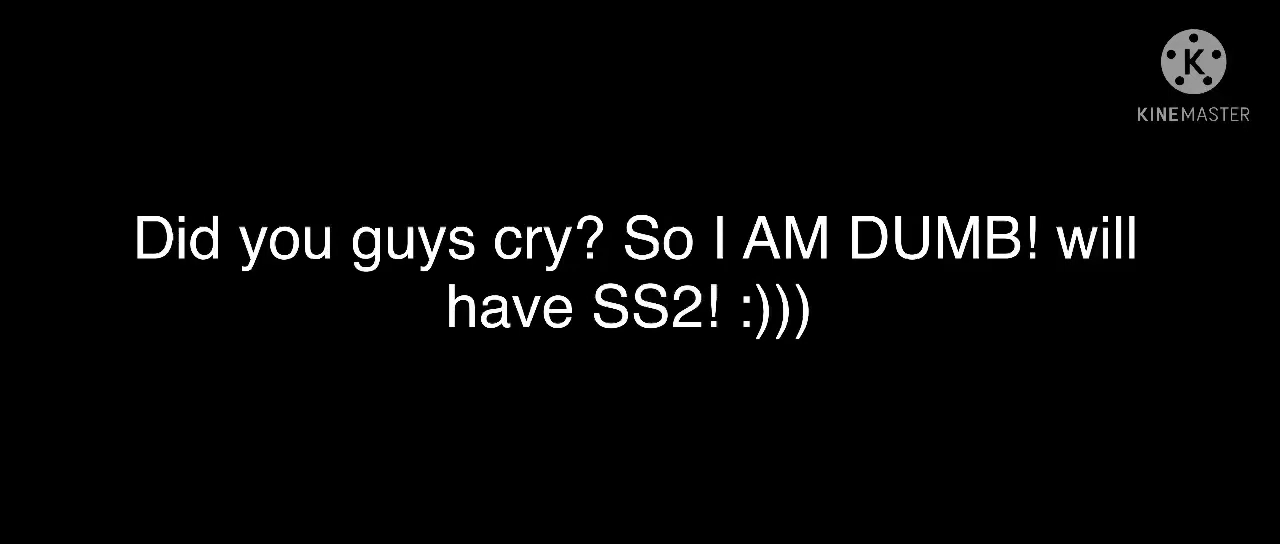 K
KINEMASTER
Did you guys cry? So I AM DUMB! will
have SS2! :)))